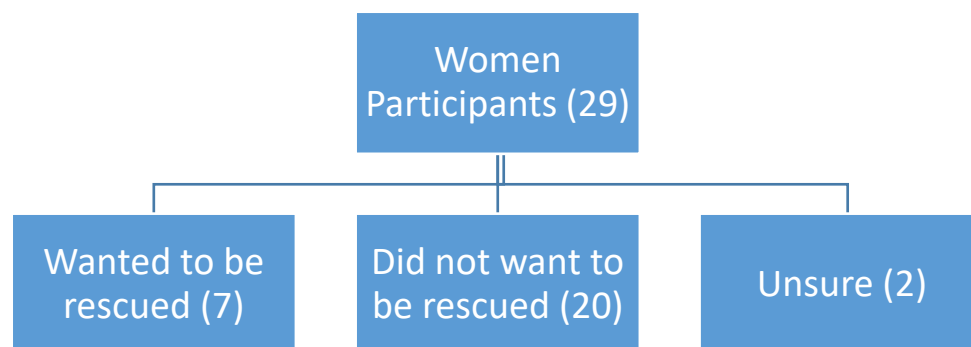 Women
Participants (29)
Wanted to be
rescued (7)
Did not want to
be rescued (20)
Unsure (2)